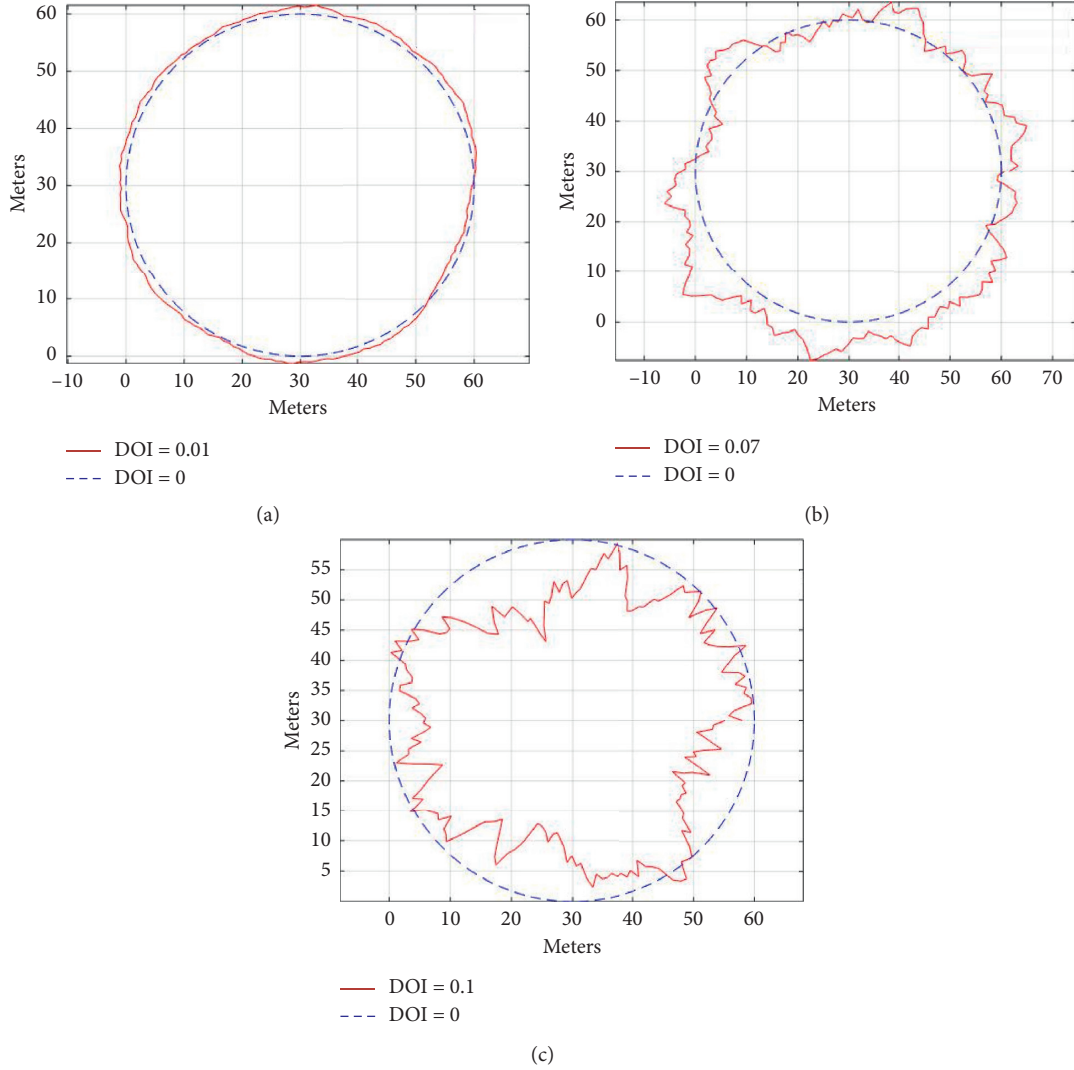 60
50
40
30
20
10
0
Meters
−10 0 10 20 30 40 50 60
Meters
DOI = 0.01
DOI = 0
(a)
60
50
40
30
20
10
0
Meters
−10 0 10 20 30 40 50 60 70
Meters
DOI = 0.07
DOI = 0
(b)
55
50
45
40
35
30
25
20
15
10
5
Meters
0 10 20 30 40 50 60
Meters
DOI = 0.1
DOI = 0
(c)